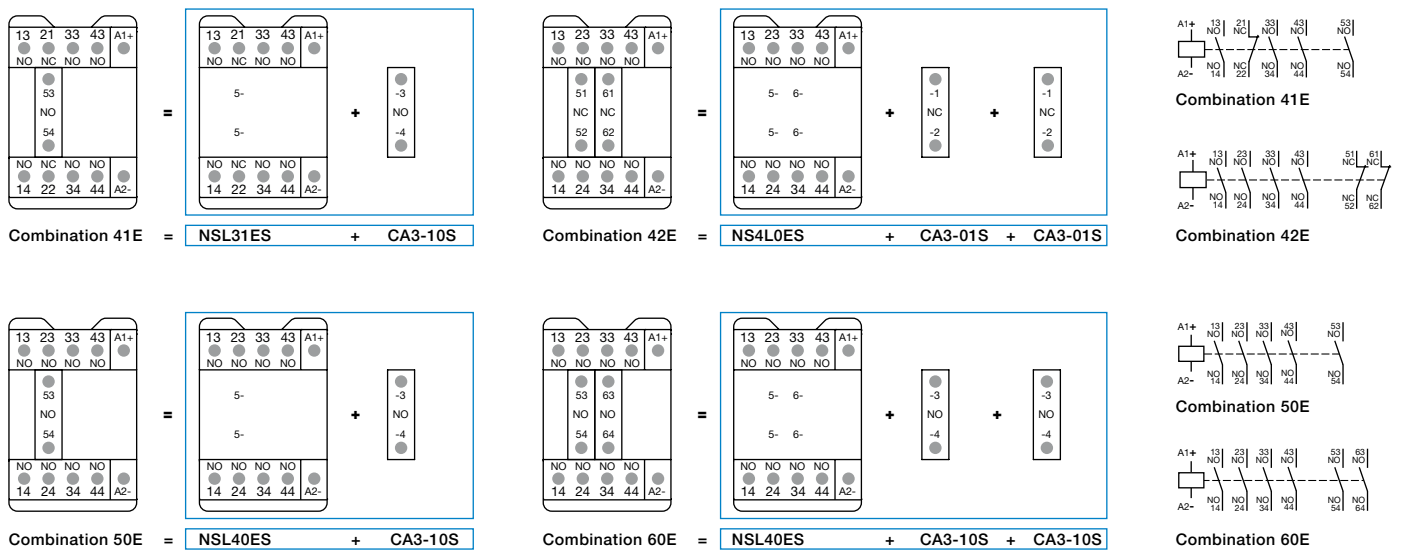 13 21 33 43 A1+
NO NC NO NO
53
NO
54
NO NC NO NO
14 22 34 44 A2-
=
13 21 33 43 A1+
NO NC NO NO
5-
5-
NO NC NO NO
14 22 34 44 A2-
+
-3
NO
-4
Combination 41E = NSL31ES + CA3-10S
13 23 33 43 A1+
NO NO NO NO
51 61
NC NC
52 62
NO NO NO NO
14 24 34 44 A2-
=
13 23 33 43 A1+
NO NO NO NO
5- 6-
5- 6-
NO NO NO NO
14 24 34 44 A2-
+
-1
NC
-2
+
-1
NC
-2
Combination 42E = NS4L0ES + CA3-01S + CA3-01S
A1+ 13 21 33 43 53
NO NC NO NO NO
NO NC NO NO NO
A2- 14 22 34 44 54
Combination 41E
A1+ 13 23 33 43 51 61
NO NO NO NO NC NC
NO NO NO NO NC NC
A2- 14 24 34 44 52 62
Combination 42E
13 23 33 43 A1+
NO NO NO NO
53
NO
54
NO NO NO NO
14 24 34 44 A2-
=
13 23 33 43 A1+
NO NO NO NO
5-
5-
NO NO NO NO
14 24 34 44 A2-
+
-3
NO
-4
Combination 50E = NSL40ES + CA3-10S
13 23 33 43 A1+
NO NO NO NO
53 63
NO NO
54 64
NO NO NO NO
14 24 34 44 A2-
=
13 23 33 43 A1+
NO NO NO NO
5- 6-
5- 6-
NO NO NO NO
14 24 34 44 A2-
+
-3
NO
-4
+
-3
NO
-4
Combination 60E = NSL40ES + CA3-10S + CA3-10S
A1+ 13 23 33 43 53
NO NO NO NO NO
NO NO NO NO NO
A2- 14 24 34 44 54
Combination 50E
A1+ 13 23 33 43 53 63
NO NO NO NO NO NO
NO NO NO NO NO NO
A2- 14 24 34 44 54 64
Combination 60E